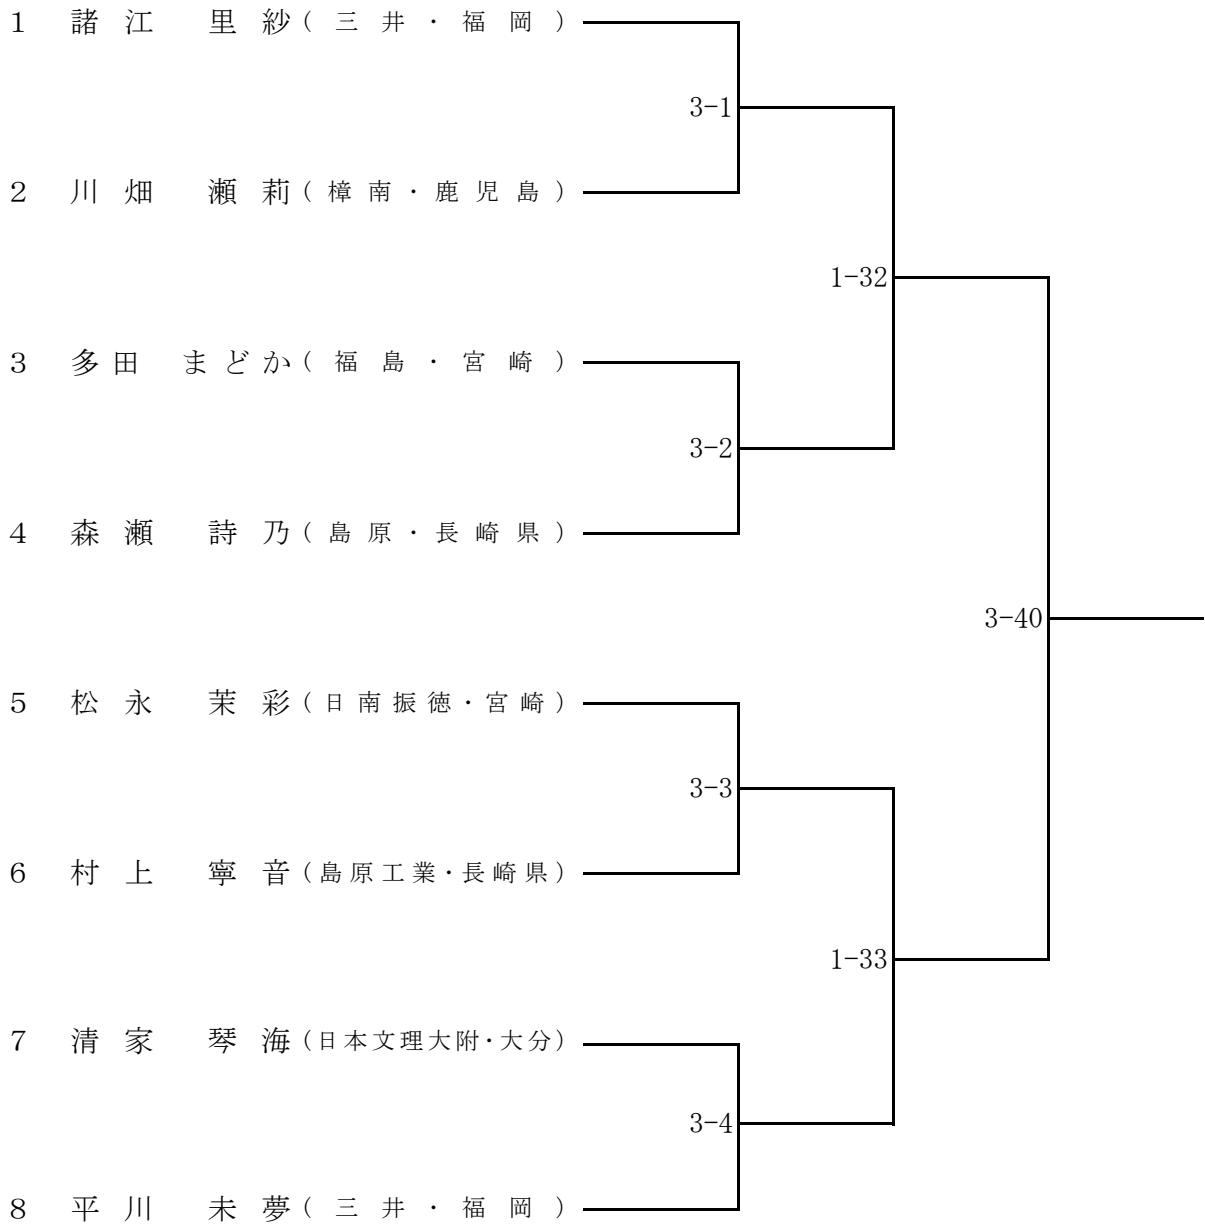 1 諸江 里紗(三井・福岡)
3-1
2 川畑 瀬莉(樟南・鹿児島)
1-32
3 多田 まどか(福島・宮崎)
3-2
4 森瀬 詩乃(島原・長崎県)
3-40
5 松永 茉彩(日南振徳・宮崎)
3-3
6 村上 寧音(島原工業・長崎県)
1-33
7 清家 琴海(日本文理大附・大分)
3-4
8 平川 未夢(三井・福岡)